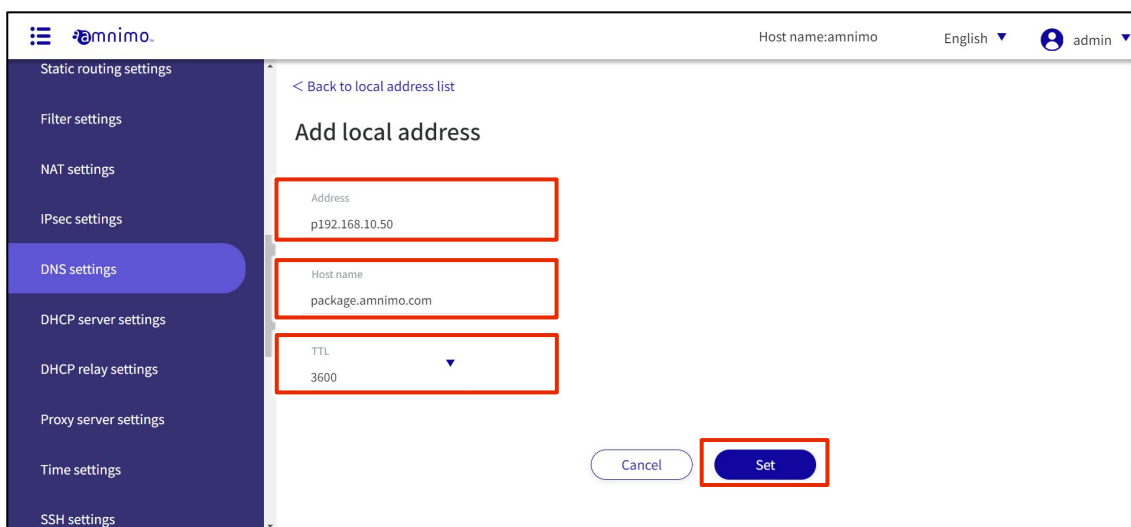 amnimo
Host name:amnimo
English
admin
Static routing settings
Filter settings
NAT settings
IPsec settings
DNS settings
DHCP server settings
DHCP relay settings
Proxy server settings
Time settings
SSH settings
< Back to local address list
Add local address
Address
p192.168.10.50
Host name
package.amnimo.com
TTL
3600
Cancel
Set